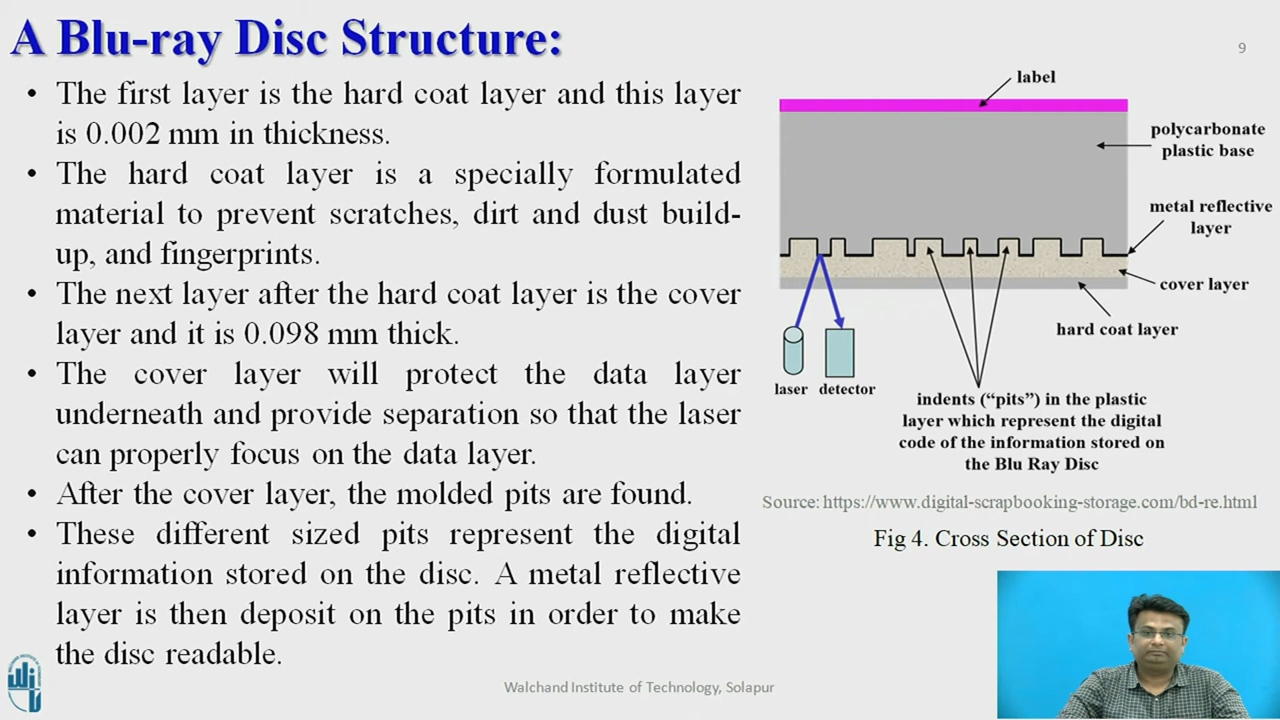 A Blu-ray Disc Structure:
9
• The first layer is the hard coat layer and this layer
is 0.002 mm in thickness.
• The hard coat layer is a specially formulated
material to prevent scratches, dirt and dust build-
up, and fingerprints.
• The next layer after the hard coat layer is the cover
layer and it is 0.098 mm thick.
• The cover layer will protect the data layer
underneath and provide separation so that the laser
can properly focus on the data layer.
• After the cover layer, the molded pits are found.
• These different sized pits represent the digital
information stored on the disc. A metal reflective
layer is then deposit on the pits in order to make
the disc readable.
label
polycarbonate
plastic base
metal reflective
layer
cover layer
hard coat layer
laser
detector
indents (“pits”) in the plastic
layer which represent the digital
code of the information stored on
the Blu Ray Disc
Source: https://www.digital-scrapbooking-storage.com/bd-re.html
Fig 4. Cross Section of Disc
Walchand Institute of Technology, Solapur